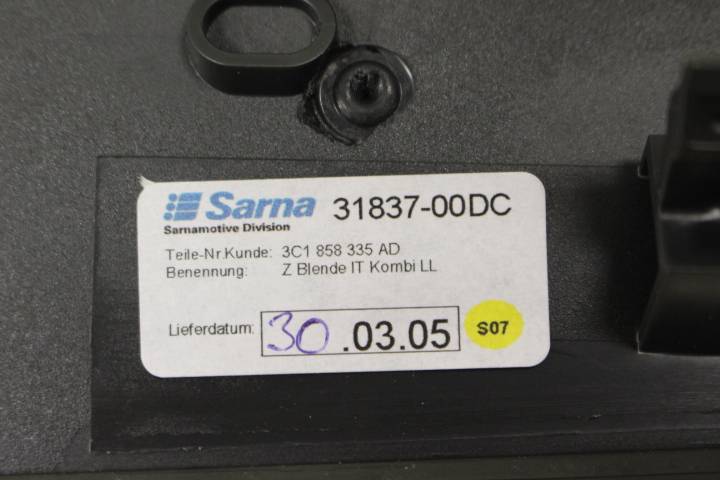 Sarna 31837-00DC
Sarnamotive Division
Teile-Nr.Kunde: 3C1 858 335 AD
Benennung: Z Blende IT Kombi LL
Lieferdatum: 30 .03.05 S07